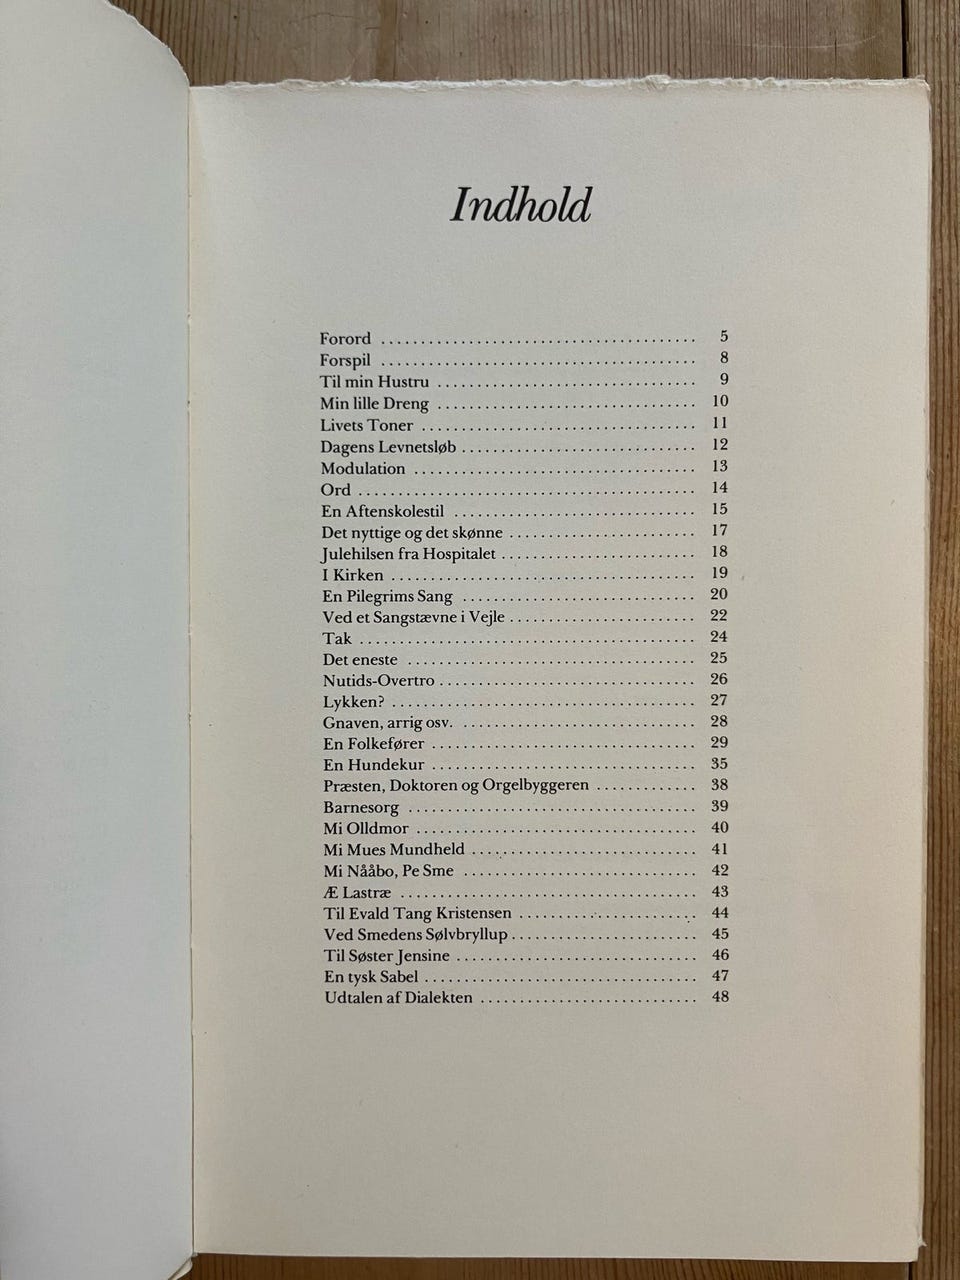 Indhold
Forord ........................................ 5
Forspil ........................................ 8
Til min Hustru ................................. 9
Min lille Dreng ................................. 10
Livets Toner ................................... 11
Dagens Levnetsløb .............................. 12
Modulation .................................... 13
Ord ........................................... 14
En Aftenskolestil ............................... 15
Det nyttige og det skønne ........................ 17
Julehilsen fra Hospitalet ......................... 18
I Kirken ....................................... 19
En Pilegrims Sang .............................. 20
Ved et Sangstævne i Vejle ........................ 22
Tak ........................................... 24
Det eneste ..................................... 25
Nutids-Overtro ................................. 26
Lykken? ....................................... 27
Gnaven, arrig osv. .............................. 28
En Folkefører .................................. 29
En Hundekur .................................. 35
Præsten, Doktoren og Orgelbyggeren ............. 38
Barnesorg ..................................... 39
Mi Olldmor .................................... 40
Mi Mues Mundheld ............................. 41
Mi Nååbo, Pe Sme .............................. 42
Æ Lastræ ...................................... 43
Til Evald Tang Kristensen ....................... 44
Ved Smedens Sølvbryllup ........................ 45
Til Søster Jensine ............................... 46
En tysk Sabel ................................... 47
Udtalen af Dialekten ............................ 48